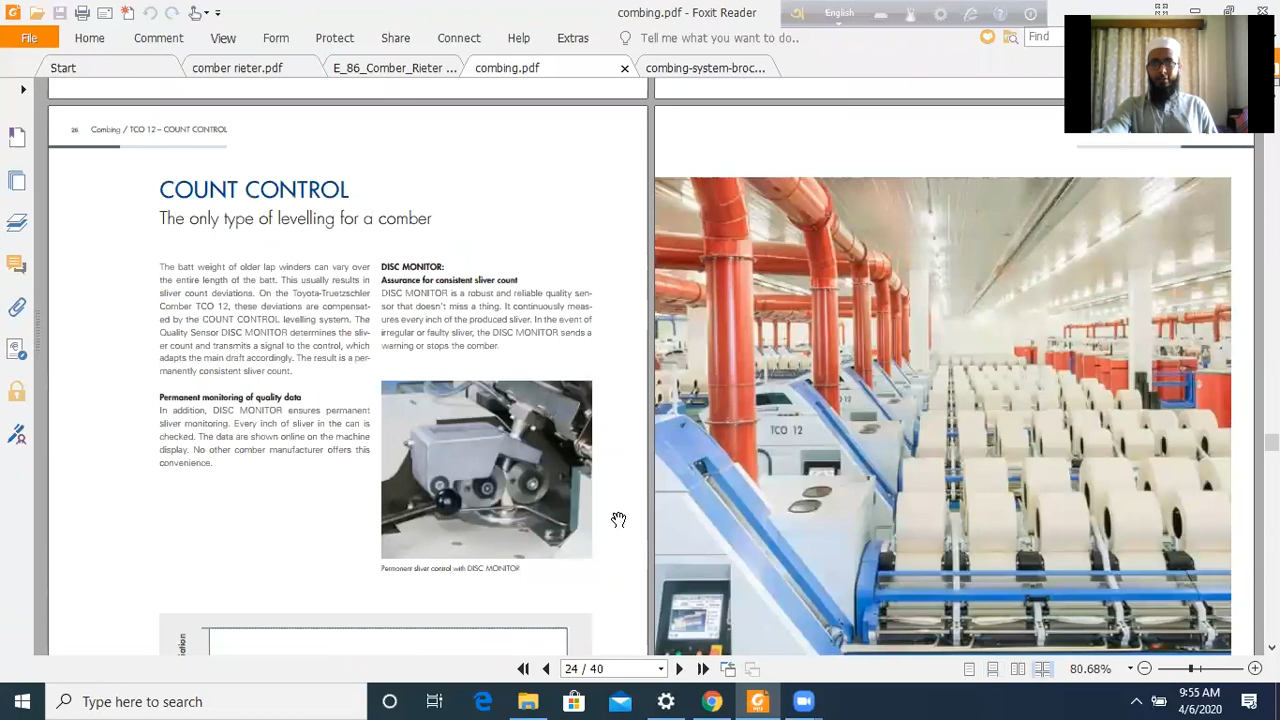 combing.pdf - Foxit Reader
English
File
Home
Comment
View
Form
Protect
Share
Connect
Help
Extras
Tell me what you want to do..
Find
Start
comber rieter.pdf
E_86_Comber_Rieter ...
combing.pdf
combing-system-broc...
26 Combing / TCO 12 – COUNT CONTROL
COUNT CONTROL
The only type of levelling for a comber
The batt weight of older lap winders can vary over
the entire length of the batt. This usually results in
sliver count deviations. On the Toyota-Truetzschler
Comber TCO 12, these deviations are compensat-
ed by the COUNT CONTROL levelling system. The
Quality Sensor DISC MONITOR determines the sliv-
er count and transmits a signal to the control, which
adapts the main draft accordingly. The result is a per-
manently consistent sliver count.
Permanent monitoring of quality data
In addition, DISC MONITOR ensures permanent
sliver monitoring. Every inch of sliver in the can is
checked. The data are shown online on the machine
display. No other comber manufacturer offers this
convenience.
DISC MONITOR:
Assurance for consistent sliver count
DISC MONITOR is a robust and reliable quality sen-
sor that doesn't miss a thing. It continuously meas-
ures every inch of the produced sliver. In the event of
irregular or faulty sliver, the DISC MONITOR sends a
warning or stops the comber.
Permanent sliver control with DISC MONITOR
TCO 12
24 / 40
80.68%
Type here to search
9:55 AM
4/6/2020